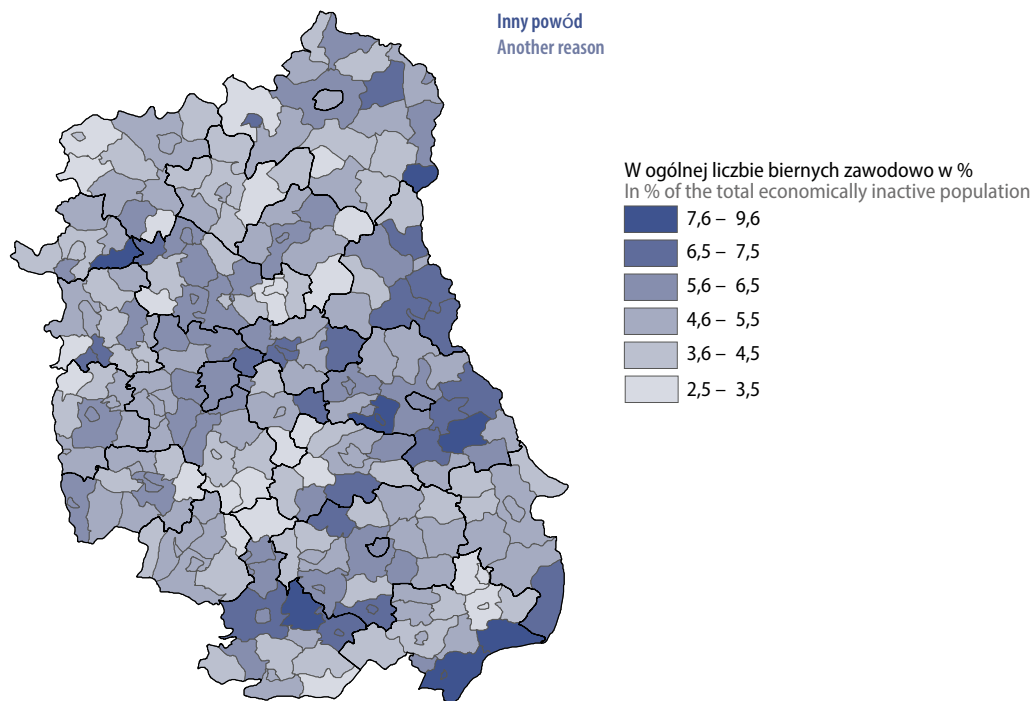 Inny powód
Another reason
W ogólnej liczbie biernych zawodowo w %
In % of the total economically inactive population
7,6 – 9,6
6,5 – 7,5
5,6 – 6,5
4,6 – 5,5
3,6 – 4,5
2,5 – 3,5